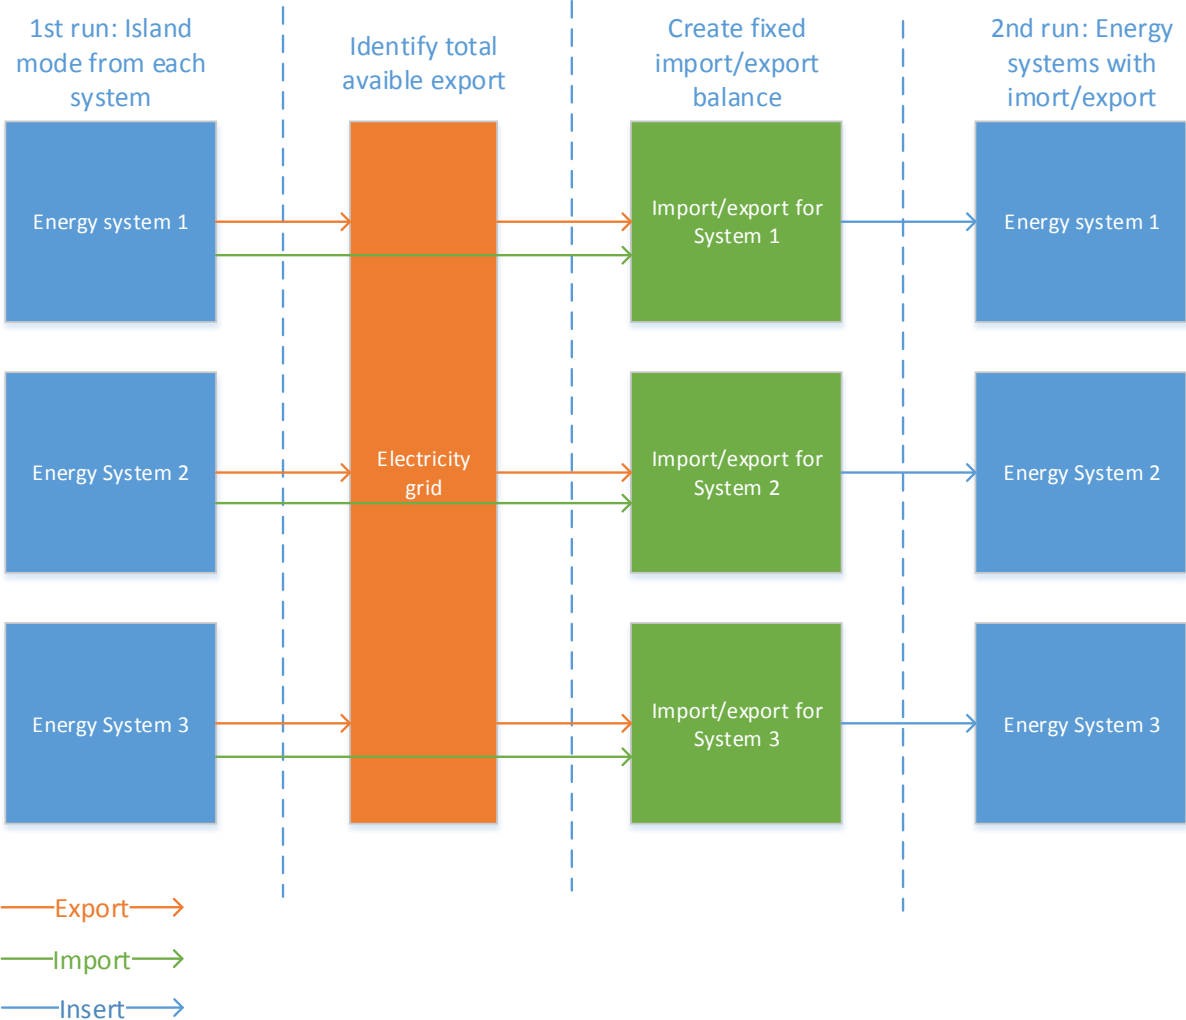 1st run: Island
mode from each
system
Identify total
avaible export
Create fixed
import/export
balance
2nd run: Energy
systems with
imort/export
Energy system 1
Import/export for
System 1
Energy system 1
Energy System 2
Electricity
grid
Import/export for
System 2
Energy System 2
Energy System 3
Import/export for
System 3
Energy System 3
Export
Import
Insert